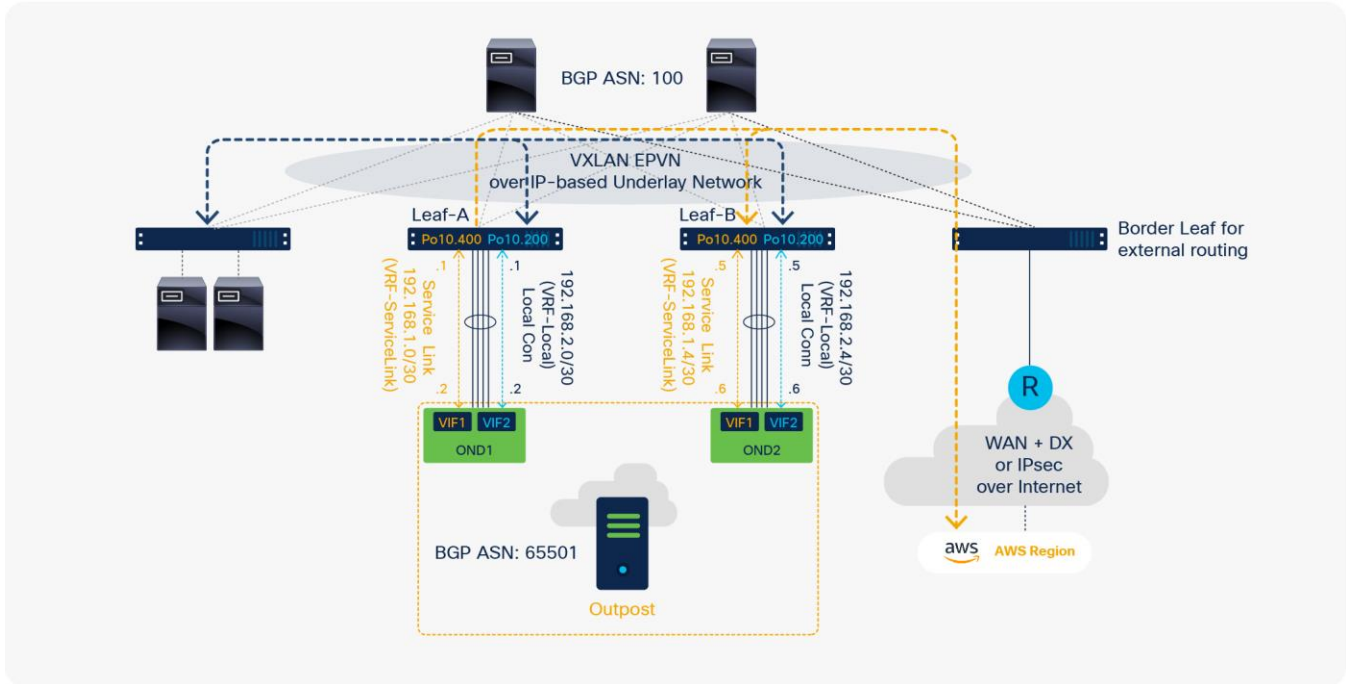 BGP ASN: 100
VXLAN EPVN
over IP-based Underlay Network
Leaf-A
Leaf-B
Po10.400 Po10.200
Po10.400 Po10.200
Border Leaf for
external routing
.1
.1
Service Link
192.168.1.0/30
(VRF-ServiceLink)
192.168.2.0/30
(VRF-Local)
Local Con
.2
.2
.5
.5
Service Link
192.168.1.4/30
(VRF-ServiceLink)
192.168.2.4/30
(VRF-Local)
Local Conn
.6
.6
VIF1 VIF2
OND1
VIF1 VIF2
OND2
R
WAN + DX
or IPsec
over Internet
aws AWS Region
BGP ASN: 65501
Outpost